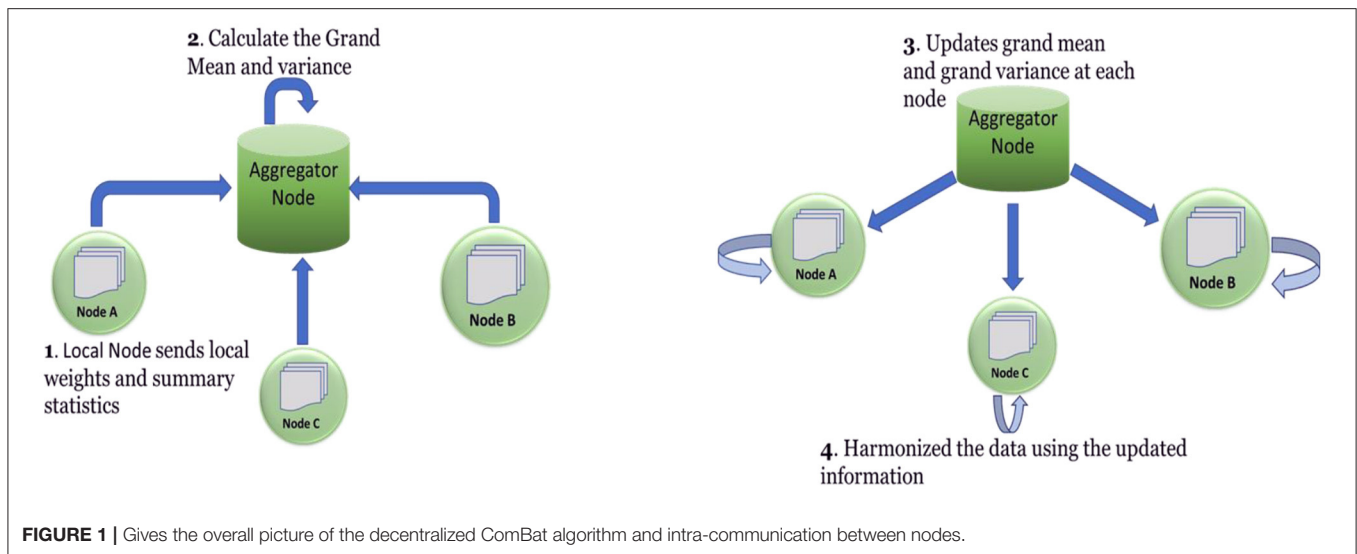 2. Calculate the Grand
Mean and variance
Aggregator
Node
Node A
Node B
1. Local Node sends local
weights and summary
statistics
Node C
3. Updates grand mean
and grand variance at each
node
Aggregator
Node
Node A
Node B
Node C
4. Harmonized the data using the updated
information
FIGURE 1 | Gives the overall picture of the decentralized ComBat algorithm and intra-communication between nodes.